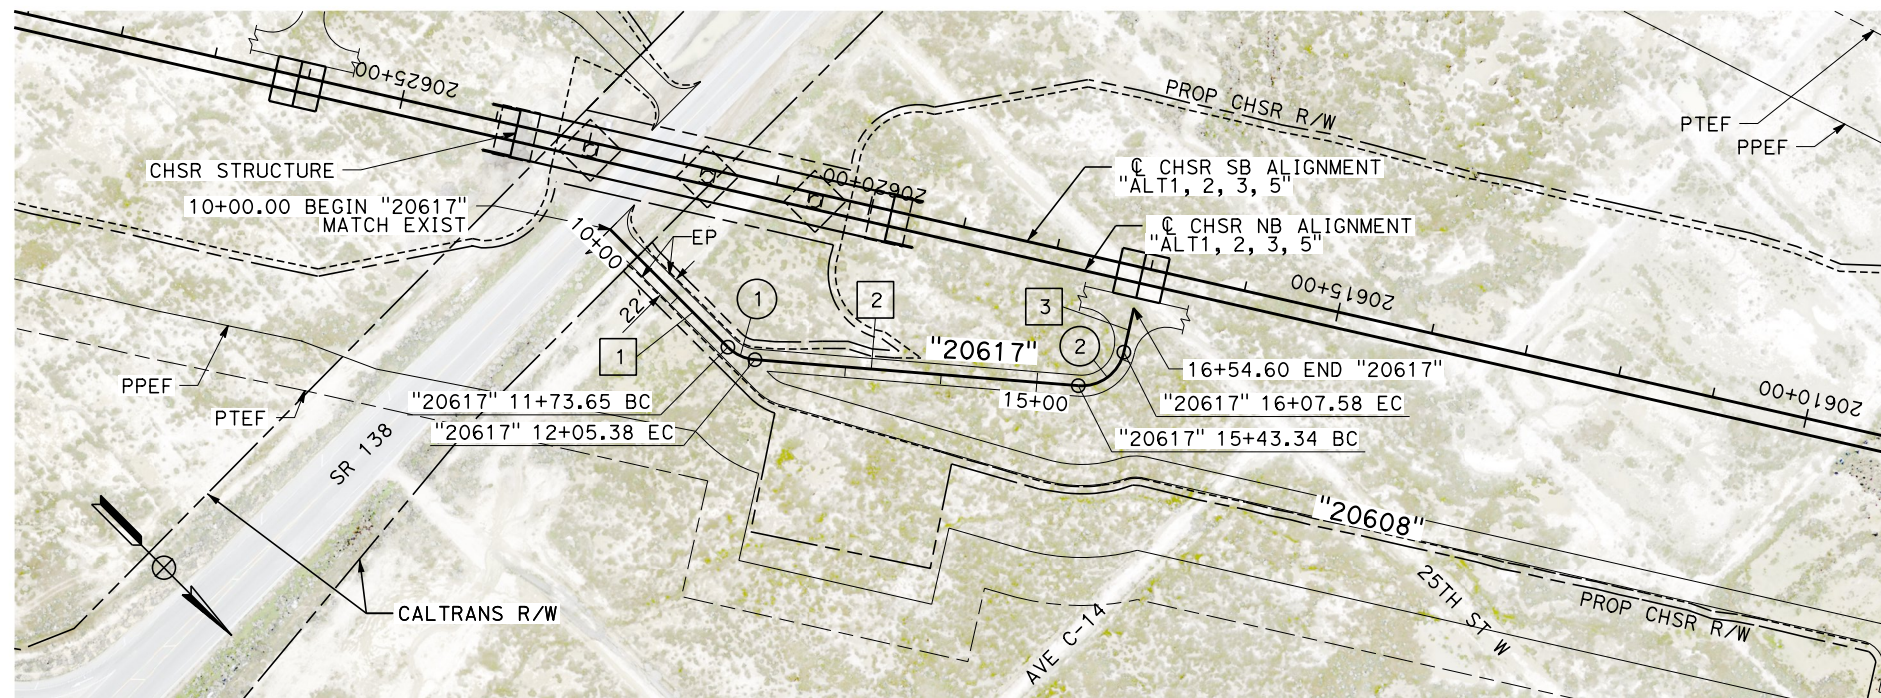 20625+00
PROP CHSR R/W
PTEF
PPEF
CHSR STRUCTURE
20620+00
℄ CHSR SB ALIGNMENT
"ALT1, 2, 3, 5"
10+00.00 BEGIN "20617"
MATCH EXIST
℄ CHSR NB ALIGNMENT
"ALT1, 2, 3, 5"
10+00
EP
22'
1
2
3
20615+00
1
"20617"
2
PPEF
PTEF
16+54.60 END "20617"
"20617" 11+73.65 BC
15+00
"20617" 16+07.58 EC
20610+00
"20617" 12+05.38 EC
"20617" 15+43.34 BC
SR 138
"20608"
25TH ST W
CALTRANS R/W
AVE C-14
PROP CHSR R/W